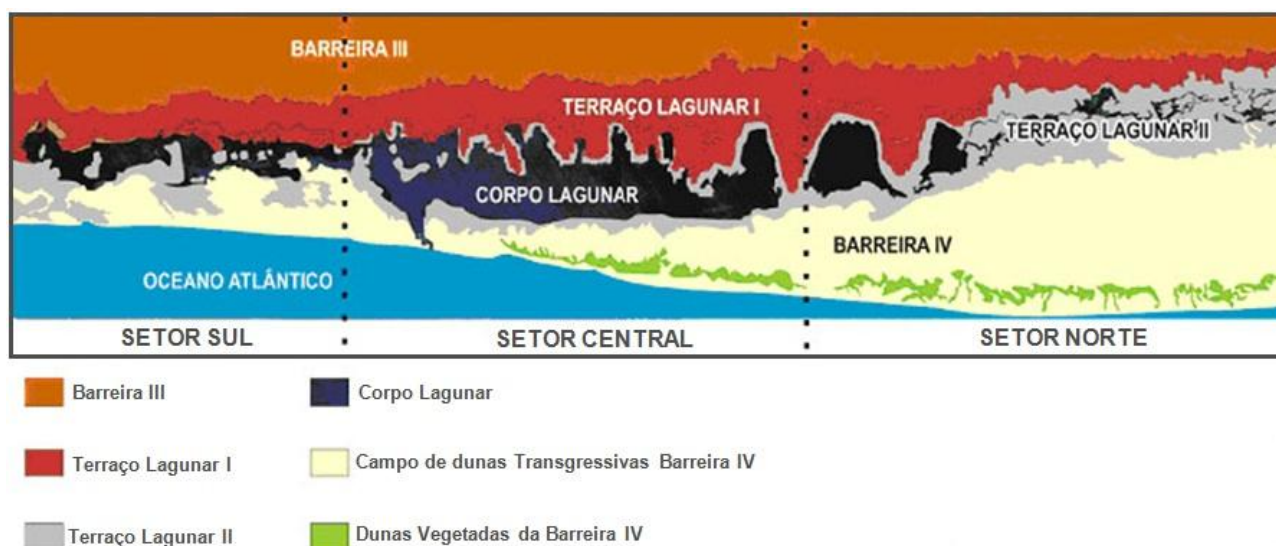 BARREIRA III
TERRAÇO LAGUNAR I
TERRAÇO LAGUNAR II
CORPO LAGUNAR
BARREIRA IV
OCEANO ATLÂNTICO
SETOR SUL SETOR CENTRAL SETOR NORTE
Barreira III Corpo Lagunar
Terraço Lagunar I Campo de dunas Transgressivas Barreira IV
Terraço Lagunar II Dunas Vegetadas da Barreira IV